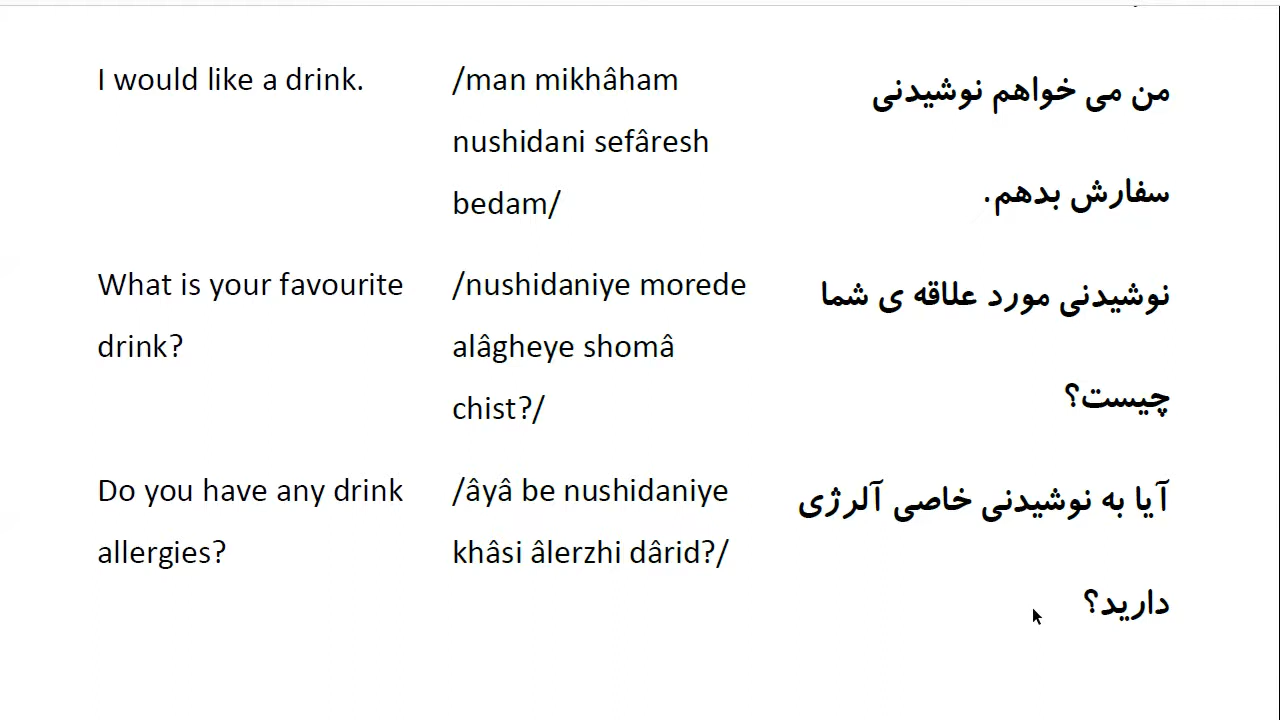 I would like a drink.
/man mikhâham
nushidani sefâresh
bedam/
من می خواهم نوشیدنی
سفارش بدهم.
What is your favourite
drink?
/nushidaniye morede
alâgheye shomâ
chist?/
نوشیدنی مورد علاقه ی شما
چیست؟
Do you have any drink
allergies?
/âyâ be nushidaniye
khâsi âlerzhi dârid?/
آیا به نوشیدنی خاصی آلرژی
دارید؟